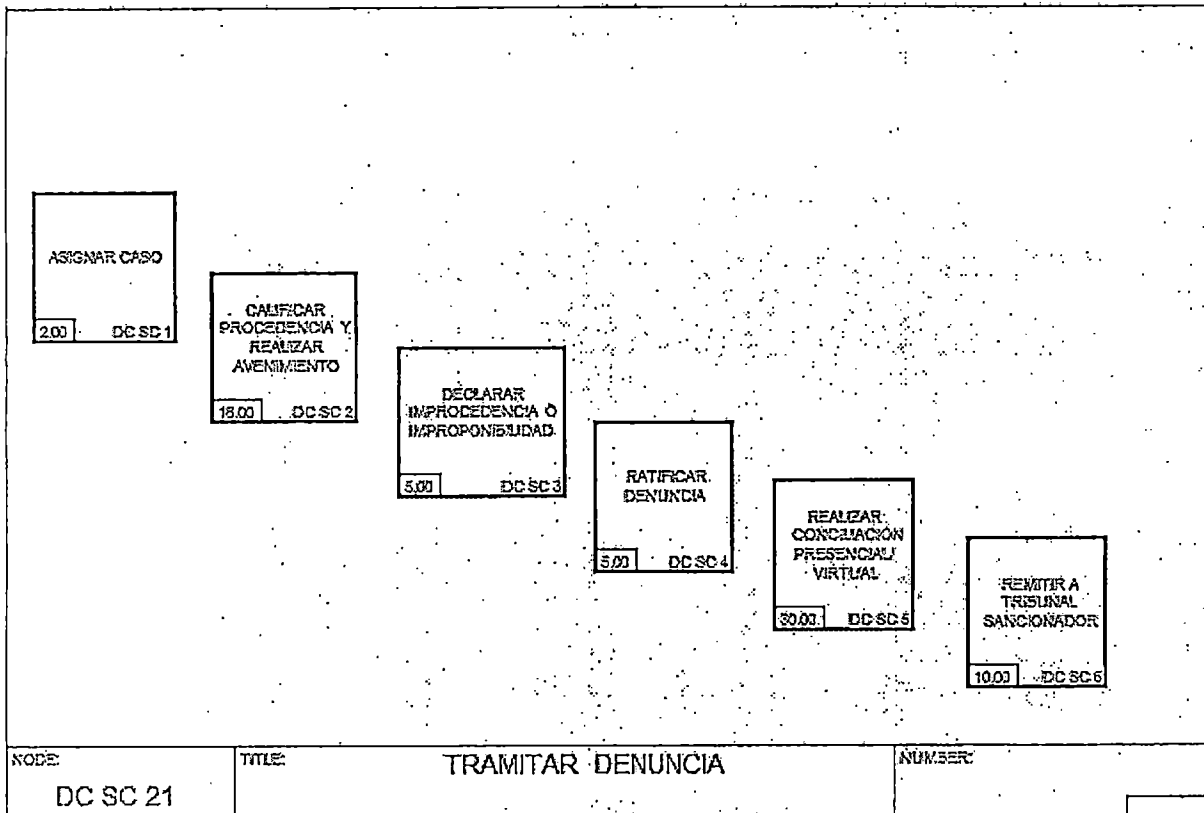 ASIGNAR CASO
2.00 DC SC 1
CALIFICAR
PROCEDENCIA Y
REALIZAR
AVENIMIENTO
DC SC 2
DECLARAR
IMPROCEDENCIA O
IMPROPONIBILIDAD
5.00 DC SC 3
RATIFICAR
DENUNCIA
5.00 DC SC 4
REALIZAR
CONCILIACIÓN
PRESENCIAL/
VIRTUAL
30.00 DC SC 5
REMITIR A
TRIBUNAL
SANCIONADOR
10.00 DC SC 6
NODE:
DC SC 21
TITLE:
TRAMITAR DENUNCIA
NUMBER: